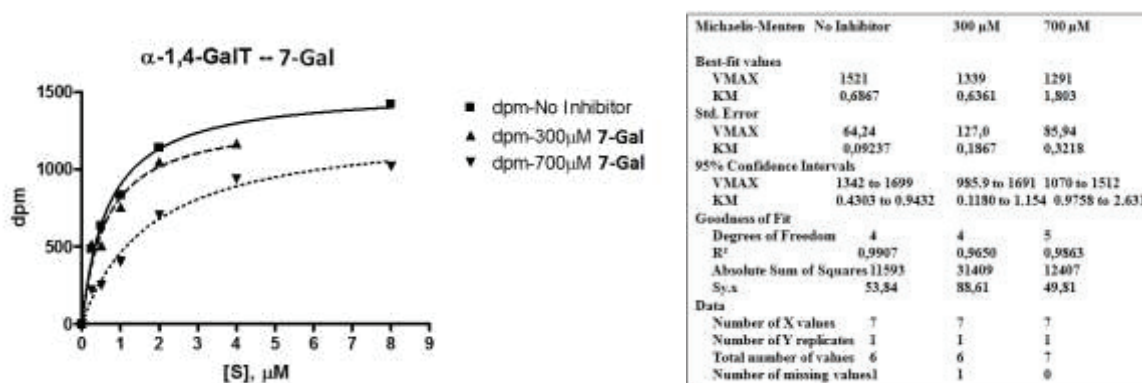 α-1,4-GalT -- 7-Gal
1500
1000
500
0
dpm
0 1 2 3 4 5 6 7 8 9
[S], μM
dpm-No Inhibitor
dpm-300μM 7-Gal
dpm-700μM 7-Gal
Michaelis-Menten No Inhibitor 300 μM 700 μM
Best-fit values
VMAX 1521 1339 1291
KM 0,6867 0,6361 1,803
Std. Error
VMAX 64,24 127,0 85,94
KM 0,09237 0,1867 0,3218
95% Confidence Intervals
VMAX 1342 to 1699 985.9 to 1691 1070 to 1512
KM 0.4303 to 0.9432 0.1180 to 1.154 0.9758 to 2.631
Goodness of Fit
Degrees of Freedom 4 4 5
R² 0,9907 0,9650 0,9863
Absolute Sum of Squares 11593 31409 12407
Sy.x 53,84 88,61 49,81
Data
Number of X values 7 7 7
Number of Y replicates 1 1 1
Total number of values 6 6 7
Number of missing values 1 1 0